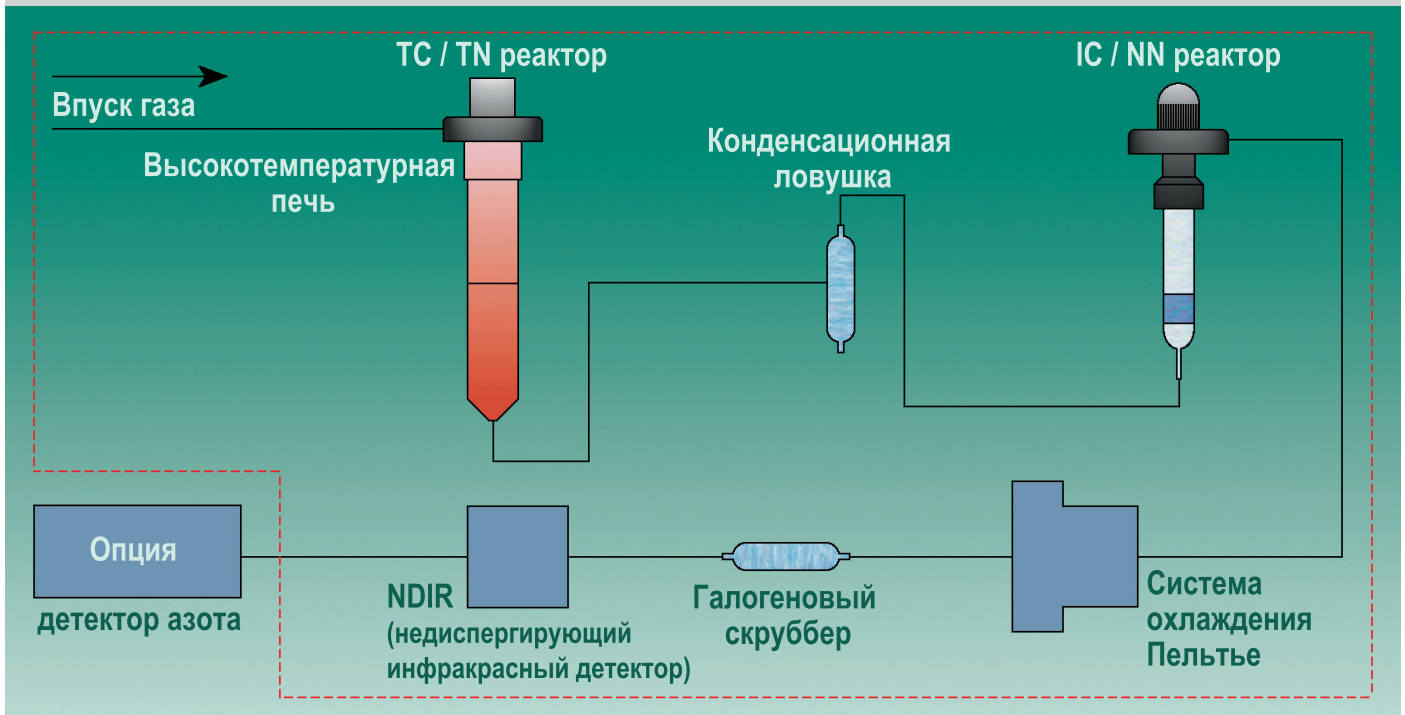 TC / TN реактор
IC / NN реактор
Впуск газа
Высокотемпературная
печь
Конденсационная
ловушка
Опция
детектор азота
NDIR
(недиспергирующий
инфракрасный детектор)
Галогеновый
скруббер
Система
охлаждения
Пельтье